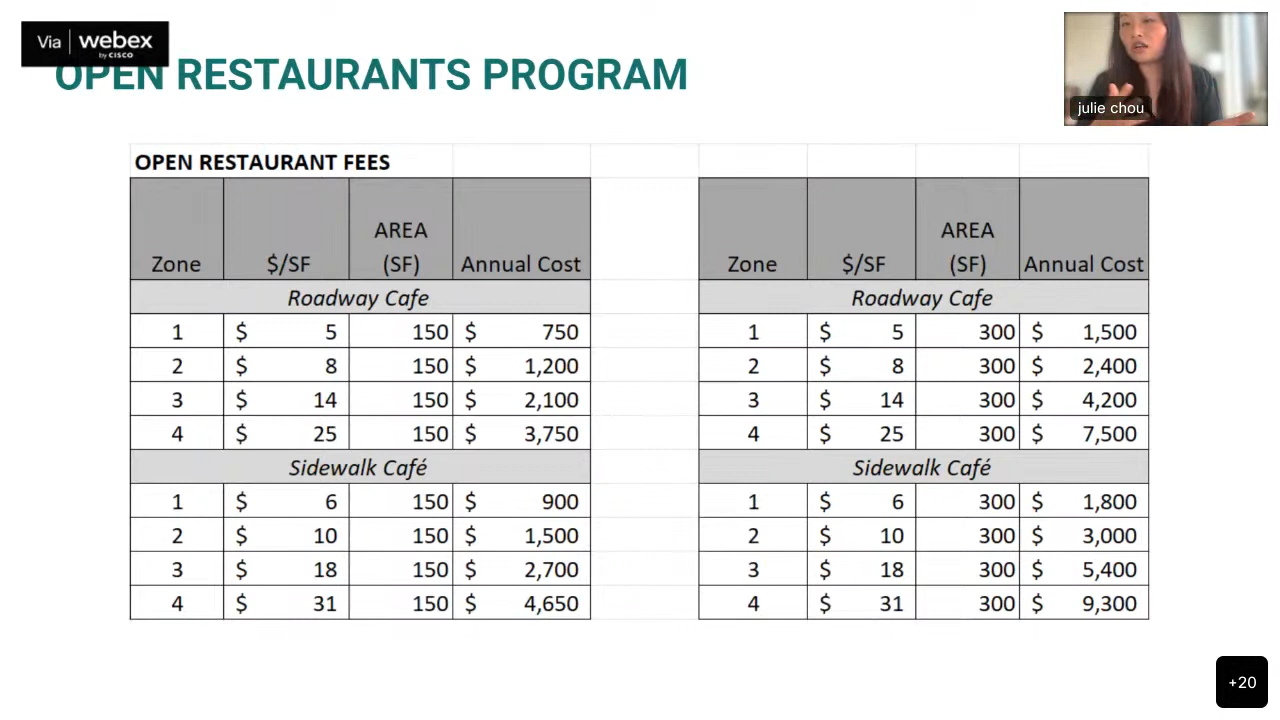 Via webex
by CISCO
OPEN RESTAURANTS PROGRAM
julie chou
OPEN RESTAURANT FEES
Zone $/SF AREA (SF) Annual Cost
Roadway Cafe
1 $ 5 150 $ 750
2 $ 8 150 $ 1,200
3 $ 14 150 $ 2,100
4 $ 25 150 $ 3,750
Sidewalk Café
1 $ 6 150 $ 900
2 $ 10 150 $ 1,500
3 $ 18 150 $ 2,700
4 $ 31 150 $ 4,650
Zone $/SF AREA (SF) Annual Cost
Roadway Cafe
1 $ 5 300 $ 1,500
2 $ 8 300 $ 2,400
3 $ 14 300 $ 4,200
4 $ 25 300 $ 7,500
Sidewalk Café
1 $ 6 300 $ 1,800
2 $ 10 300 $ 3,000
3 $ 18 300 $ 5,400
4 $ 31 300 $ 9,300
+20